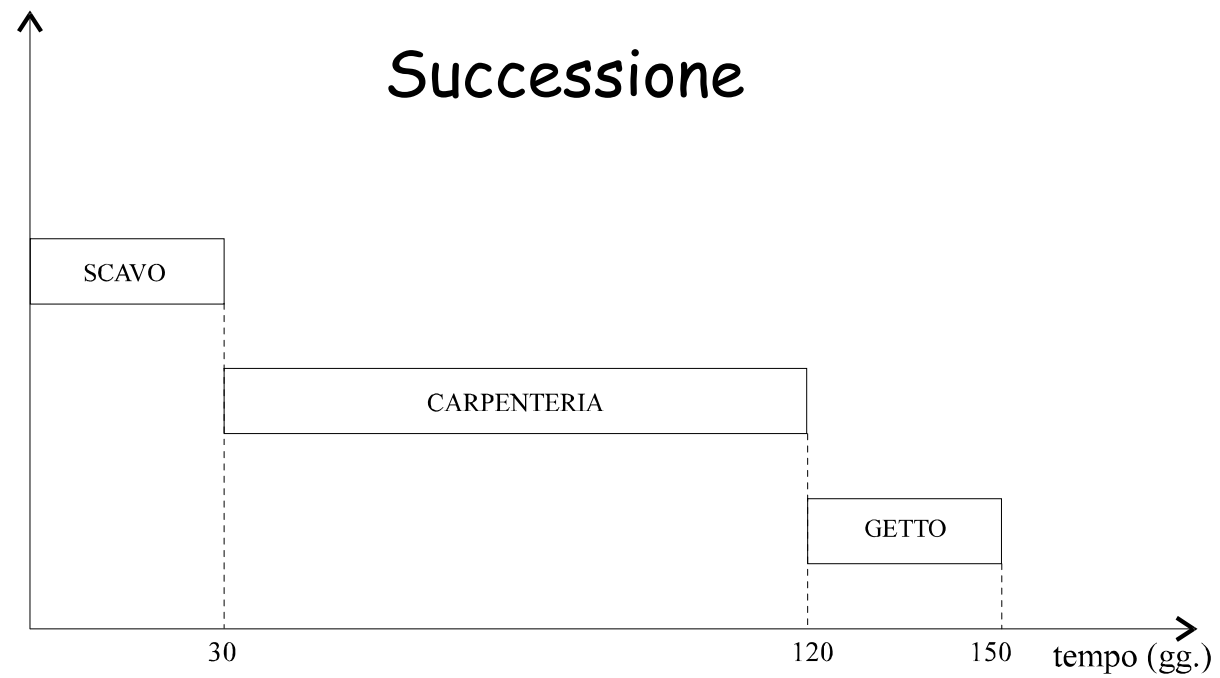 Successione
SCAVO
CARPENTERIA
GETTO
30
120
150
tempo (gg.)